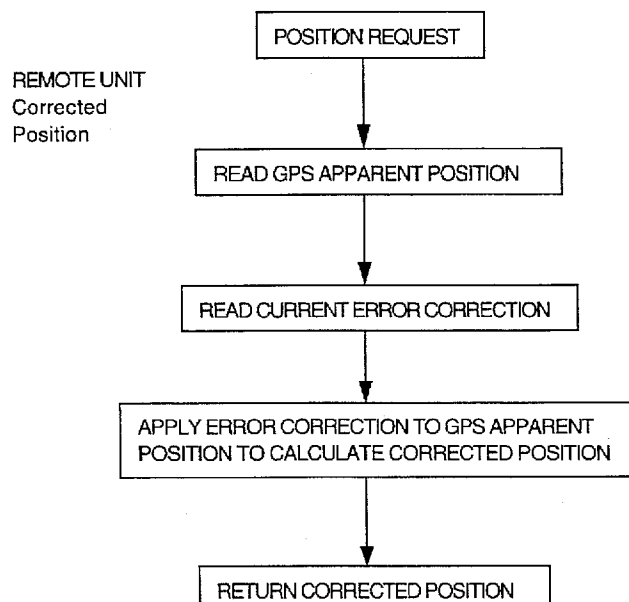 POSITION REQUEST
REMOTE UNIT
Corrected
Position
READ GPS APPARENT POSITION
READ CURRENT ERROR CORRECTION
APPLY ERROR CORRECTION TO GPS APPARENT
POSITION TO CALCULATE CORRECTED POSITION
RETURN CORRECTED POSITION